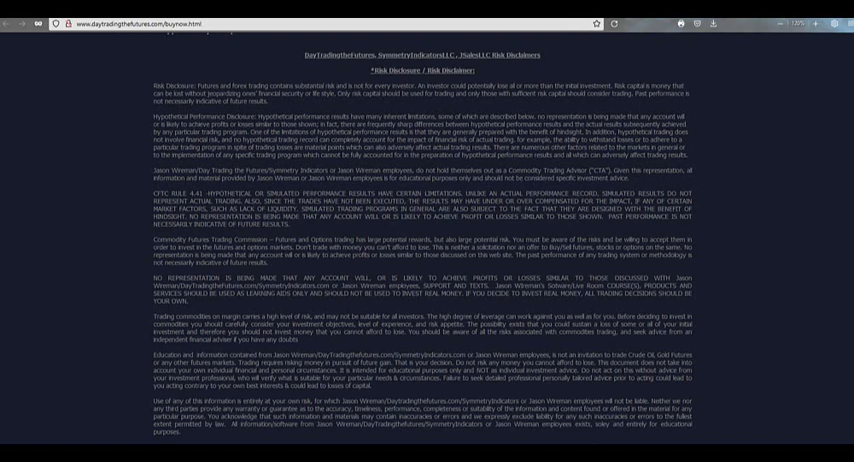 www.daytradingthefutures.com/buynow.html
120%
DayTradingtheFutures, SymmetryIndicatorsLLC, JSalesLLC Risk Disclaimers
*Risk Disclosure / Risk Disclaimer:
Risk Disclosure: Futures and forex trading contains substantial risk and is not for every investor. An investor could potentially lose all or more than the initial investment. Risk capital is money that
can be lost without jeopardizing ones' financial security or life style. Only risk capital should be used for trading and only those with sufficient risk capital should consider trading. Past performance is
not necessarily indicative of future results.
Hypothetical Performance Disclosure: Hypothetical performance results have many inherent limitations, some of which are described below. no representation is being made that any account will
or is likely to achieve profits or losses similar to those shown; in fact, there are frequently sharp differences between hypothetical performance results and the actual results subsequently achieved
by any particular trading program. One of the limitations of hypothetical performance results is that they are generally prepared with the benefit of hindsight. In addition, hypothetical trading does
not involve financial risk, and no hypothetical trading record can completely account for the impact of financial risk of actual trading. for example, the ability to withstand losses or to adhere to a
particular trading program in spite of trading losses are material points which can also adversely affect actual trading results. There are numerous other factors related to the markets in general or
to the implementation of any specific trading program which cannot be fully accounted for in the preparation of hypothetical performance results and all which can adversely affect trading results.
Jason Wireman/Day Trading the Futures/Symmetry Indicators or Jason Wireman employees, do not hold themselves out as a Commodity Trading Advisor ("CTA"). Given this representation, all
information and material provided by Jason Wireman or Jason Wireman employees is for educational purposes only and should not be considered specific investment advice.
CFTC RULE 4.41 -HYPOTHETICAL OR SIMULATED PERFORMANCE RESULTS HAVE CERTAIN LIMITATIONS. UNLIKE AN ACTUAL PERFORMANCE RECORD, SIMULATED RESULTS DO NOT
REPRESENT ACTUAL TRADING. ALSO, SINCE THE TRADES HAVE NOT BEEN EXECUTED, THE RESULTS MAY HAVE UNDER OR OVER COMPENSATED FOR THE IMPACT, IF ANY OF CERTAIN
MARKET FACTORS, SUCH AS LACK OF LIQUIDITY. SIMULATED TRADING PROGRAMS IN GENERAL ARE ALSO SUBJECT TO THE FACT THAT THEY ARE DESIGNED WITH THE BENEFIT OF
HINDSIGHT. NO REPRESENTATION IS BEING MADE THAT ANY ACCOUNT WILL OR IS LIKELY TO ACHIEVE PROFIT OR LOSSES SIMILAR TO THOSE SHOWN. PAST PERFORMANCE IS NOT
NECESSARILY INDICATIVE OF FUTURE RESULTS.
Commodity Futures Trading Commission – Futures and Options trading has large potential rewards, but also large potential risk. You must be aware of the risks and be willing to accept them in
order to invest in the futures and options markets. Don't trade with money you can't afford to lose. This is neither a solicitation nor an offer to Buy/Sell futures, stocks or options on the same. No
representation is being made that any account will or is likely to achieve profits or losses similar to those discussed on this web site. The past performance of any trading system or methodology is
not necessarily indicative of future results.
NO REPRESENTATION IS BEING MADE THAT ANY ACCOUNT WILL, OR IS LIKELY TO ACHIEVE PROFITS OR LOSSES SIMILAR TO THOSE DISCUSSED WITH Jason
Wireman/DayTradingtheFutures.com/SymmetryIndicators.com or Jason Wireman employees, SUPPORT AND TEXTS. Jason Wireman's Sotware/Live Room COURSE(S). PRODUCTS AND
SERVICES SHOULD BE USED AS LEARNING AIDS ONLY AND SHOULD NOT BE USED TO INVEST REAL MONEY. IF YOU DECIDE TO INVEST REAL MONEY, ALL TRADING DECISIONS SHOULD BE
YOUR OWN.
Trading commodities on margin carries a high level of risk, and may not be suitable for all investors. The high degree of leverage can work against you as well as for you. Before deciding to invest in
commodities you should carefully consider your investment objectives, level of experience, and risk appetite. The possibility exists that you could sustain a loss of some or all of your initial
investment and therefore you should not invest money that you cannot afford to lose. You should be aware of all the risks associated with commodities trading, and seek advice from an
independent financial adviser if you have any doubts
Education and information contained from Jason Wireman/DayTradingthefutures.com/SymmetryIndicators.com or Jason Wireman employees, is not an invitation to trade Crude Oil, Gold Futures
or any other futures markets. Trading requires risking money in pursuit of future gain. That is your decision. Do not risk any money you cannot afford to lose. This document does not take into
account your own individual financial and personal circumstances. It is intended for educational purposes only and NOT as individual investment advice. Do not act on this without advice from
your investment professional, who will verify what is suitable for your particular needs & circumstances. Failure to seek detailed professional personally tailored advice prior to acting could lead to
you acting contrary to your own best interests & could lead to losses of capital.
Use of any of this information is entirely at your own risk, for which Jason Wireman/DaytradingtheFutures.com/SymmetryIndicators or Jason Wireman employees will not be liable. Neither we nor
any third parties provide any warranty or guarantee as to the accuracy, timeliness, performance, completeness or suitability of the information and content found or offered in the material for any
particular purpose. You acknowledge that such information and materials may contain inaccuracies or errors and we expressly exclude liability for any such inaccuracies or errors to the fullest
extent permitted by law. All information/software from Jason Wireman/DayTradingtheFutures.com/SymmetryIndicators or Jason Wireman employees exists, soley and entirely for educational
purposes.